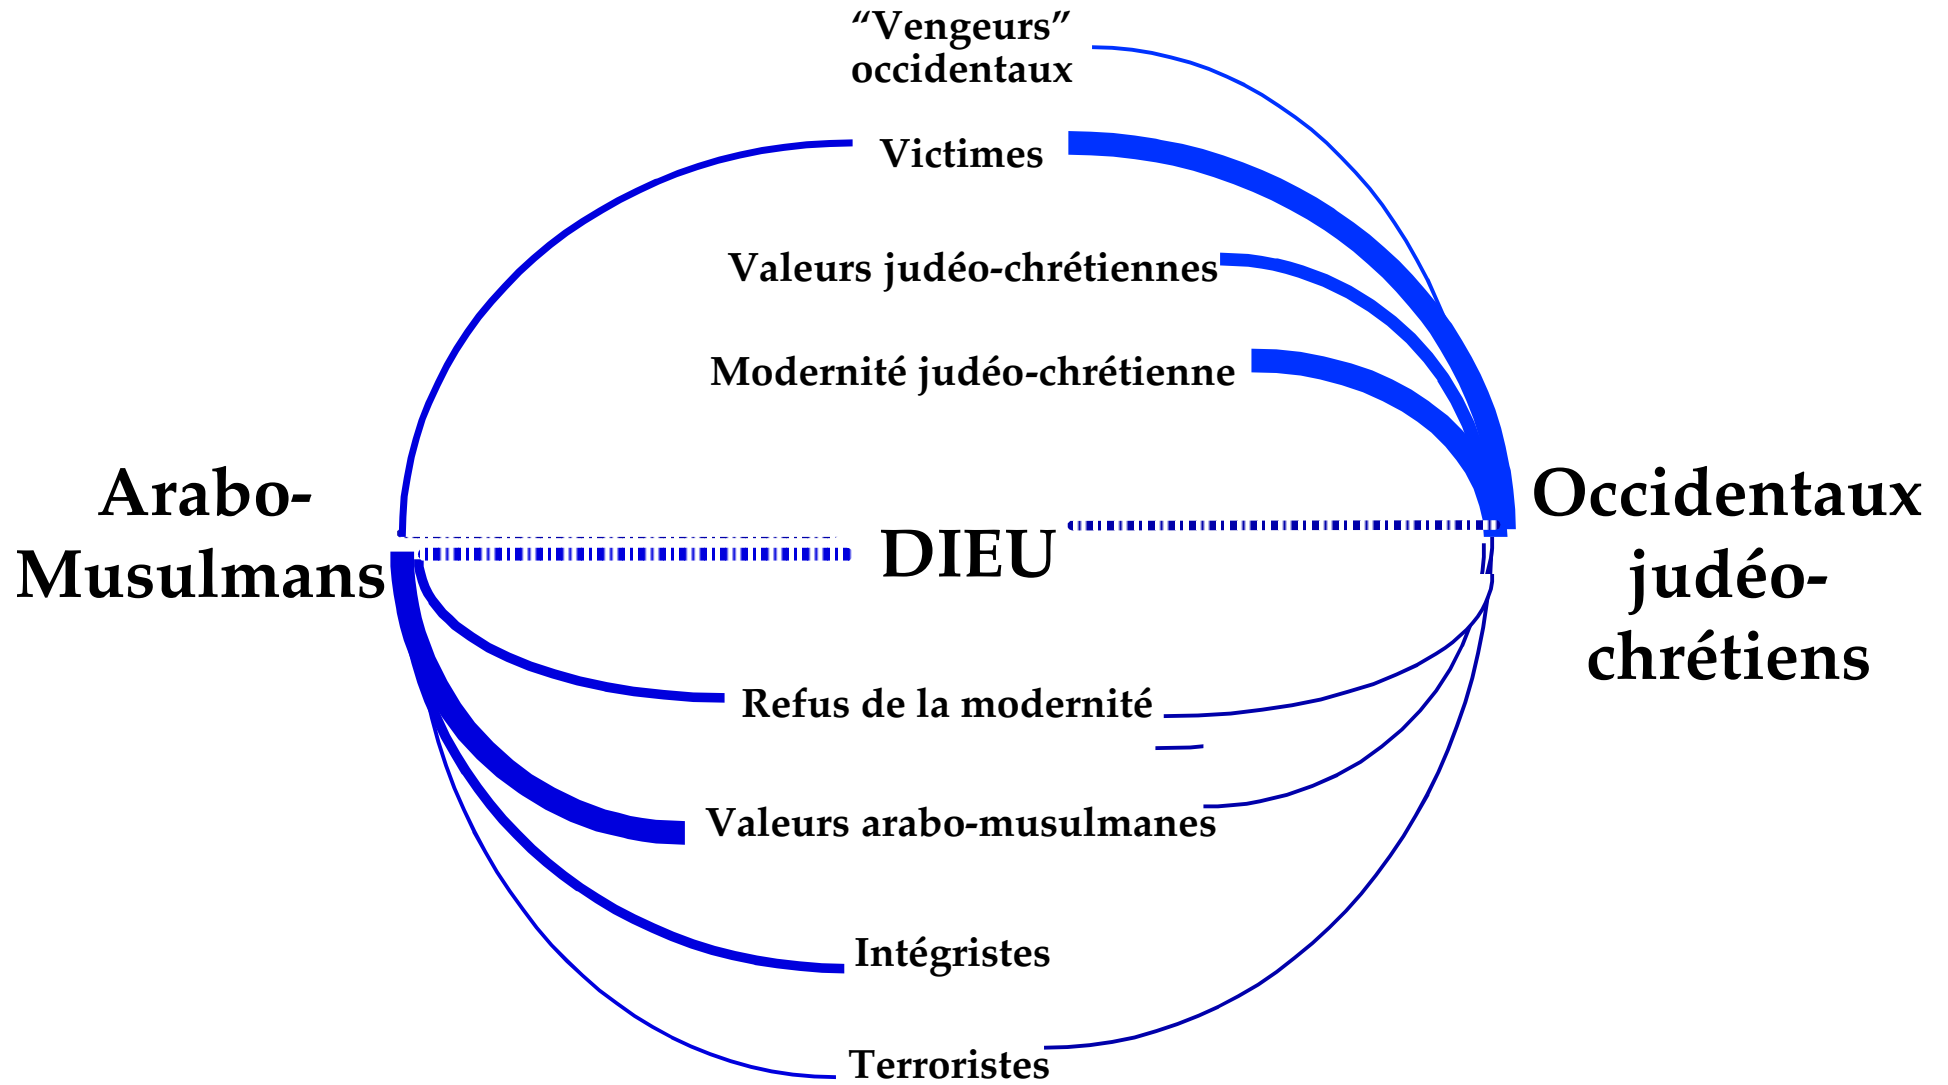 “Vengeurs”
occidentaux
Victimes
Valeurs judéo-chrétiennes
Modernité judéo-chrétienne
Arabo-
Musulmans
DIEU
Occidentaux
judéo-
chrétiens
Refus de la modernité
Valeurs arabo-musulmanes
Intégristes
Terroristes